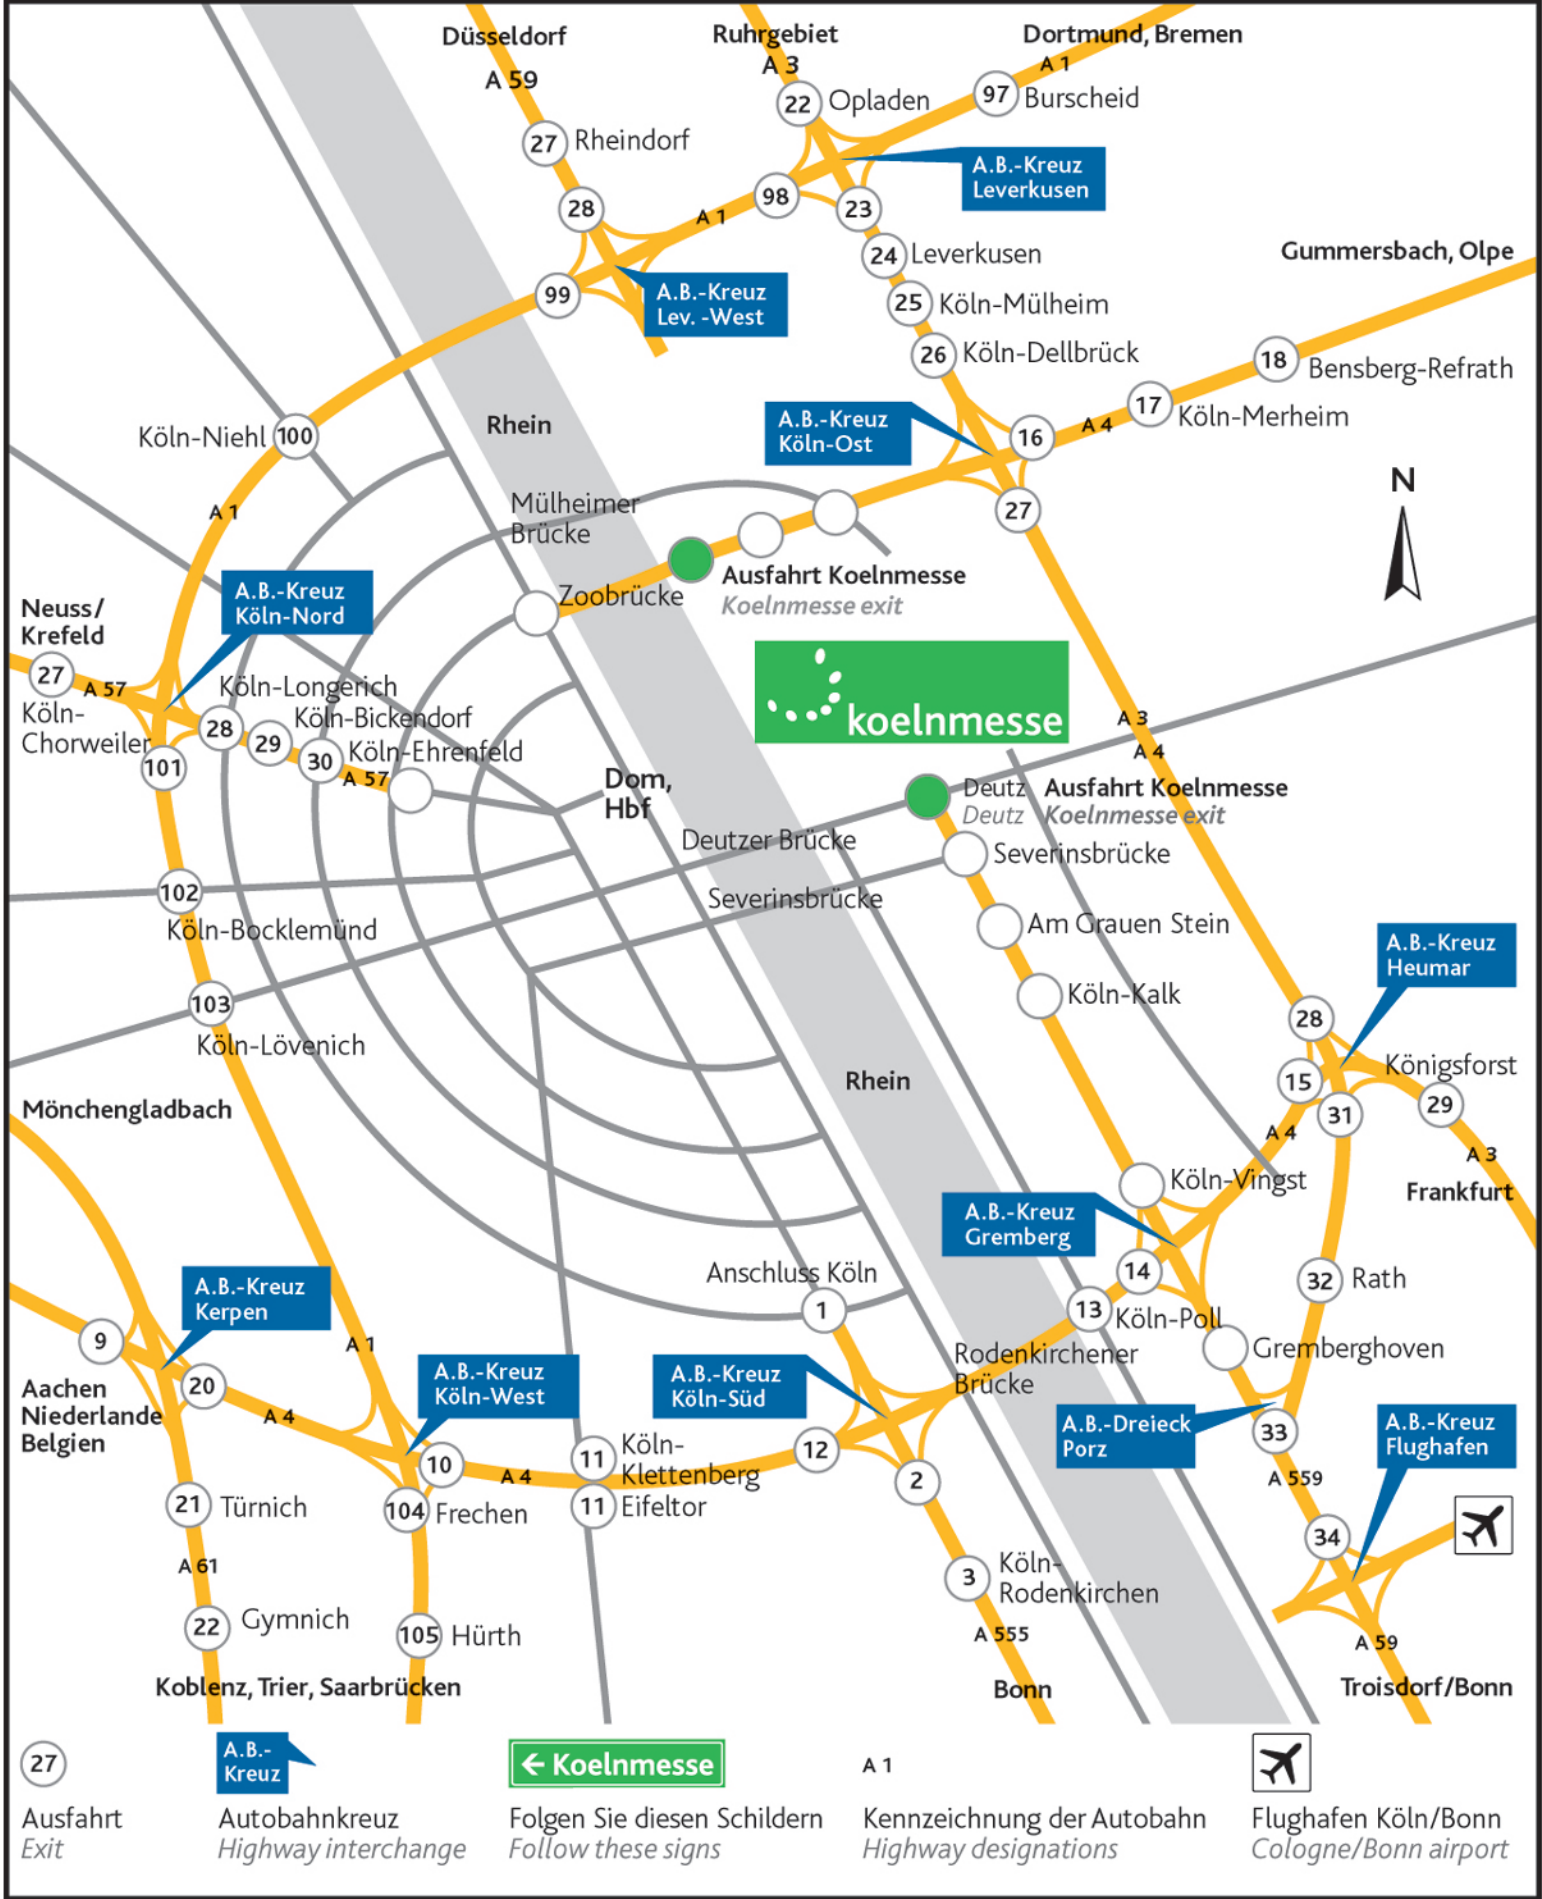 Düsseldorf
A 59
Ruhrgebiet
A 3
Dortmund, Bremen
A 1
22
Opladen
97
Burscheid
27
Rheindorf
A.B.-Kreuz
Leverkusen
98
28
A 1
23
24
Leverkusen
Gummersbach, Olpe
99
A.B.-Kreuz
Lev. -West
25
Köln-Mülheim
26
Köln-Dellbrück
18
Bensberg-Refrath
17
Köln-Merheim
A 4
16
A.B.-Kreuz
Köln-Ost
Rhein
Köln-Niehl
100
27
N
A 1
Mülheimer
Brücke
Zoobrücke
Ausfahrt Koelnmesse
Koelnmesse exit
A.B.-Kreuz
Köln-Nord
Neuss/
Krefeld
27
A 57
Köln-
Chorweiler
Köln-Longerich
28
Köln-Bickendorf
29
Köln-Ehrenfeld
30
A 57
101
koelnmesse
A 3
A 4
Dom,
Hbf
Deutz
Deutz
Ausfahrt Koelnmesse
Koelnmesse exit
Deutzer Brücke
Severinsbrücke
Severinsbrücke
102
Köln-Bocklemünd
Am Grauen Stein
A.B.-Kreuz
Heumar
103
Köln-Lövenich
Köln-Kalk
28
Königsforst
15
29
31
Rhein
Mönchengladbach
A 4
A 3
Frankfurt
Köln-Vingst
A.B.-Kreuz
Gremberg
14
Anschluss Köln
1
13
Köln-Poll
32
Rath
A.B.-Kreuz
Kerpen
9
A 1
Gremberghoven
Rodenkirchener
Brücke
20
Aachen
Niederlande
Belgien
A 4
A.B.-Kreuz
Köln-West
A.B.-Kreuz
Köln-Süd
A.B.-Dreieck
Porz
33
A.B.-Kreuz
Flughafen
10
A 4
11
Köln-
Klettenberg
11
Eifeltor
12
2
A 559
21
Türnich
104
Frechen
34
A 61
3
Köln-
Rodenkirchen
22
Gymnich
105
Hürth
A 555
A 59
Koblenz, Trier, Saarbrücken
Bonn
Troisdorf/Bonn
27
Ausfahrt
Exit
A.B.-
Kreuz
Autobahnkreuz
Highway interchange
← Koelnmesse
Folgen Sie diesen Schildern
Follow these signs
A 1
Kennzeichnung der Autobahn
Highway designations
Flughafen Köln/Bonn
Cologne/Bonn airport